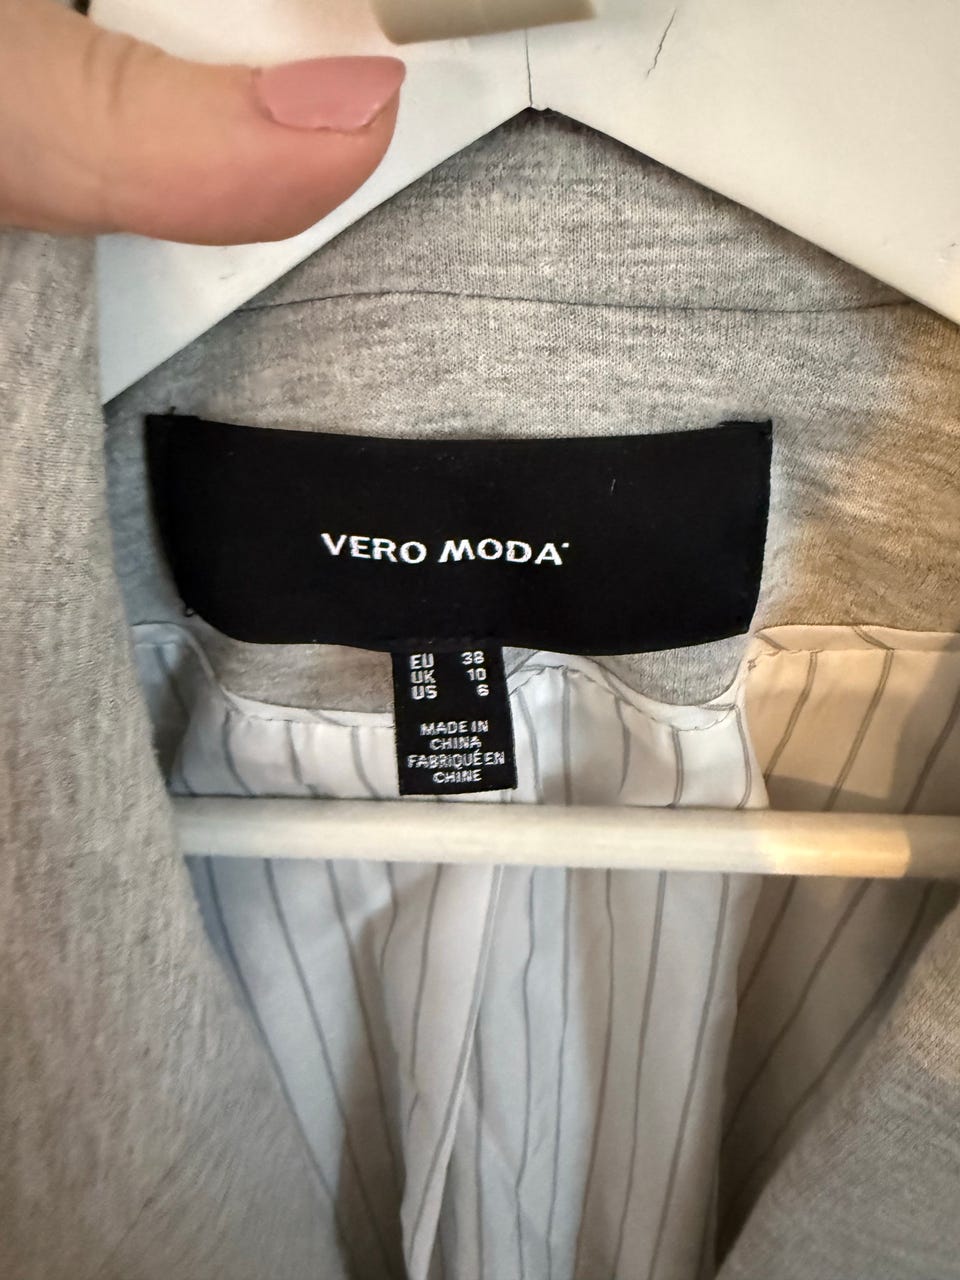 VERO MODA
EU 38
UK 10
US 6
MADE IN
CHINA
FABRIQUÉ EN
CHINE